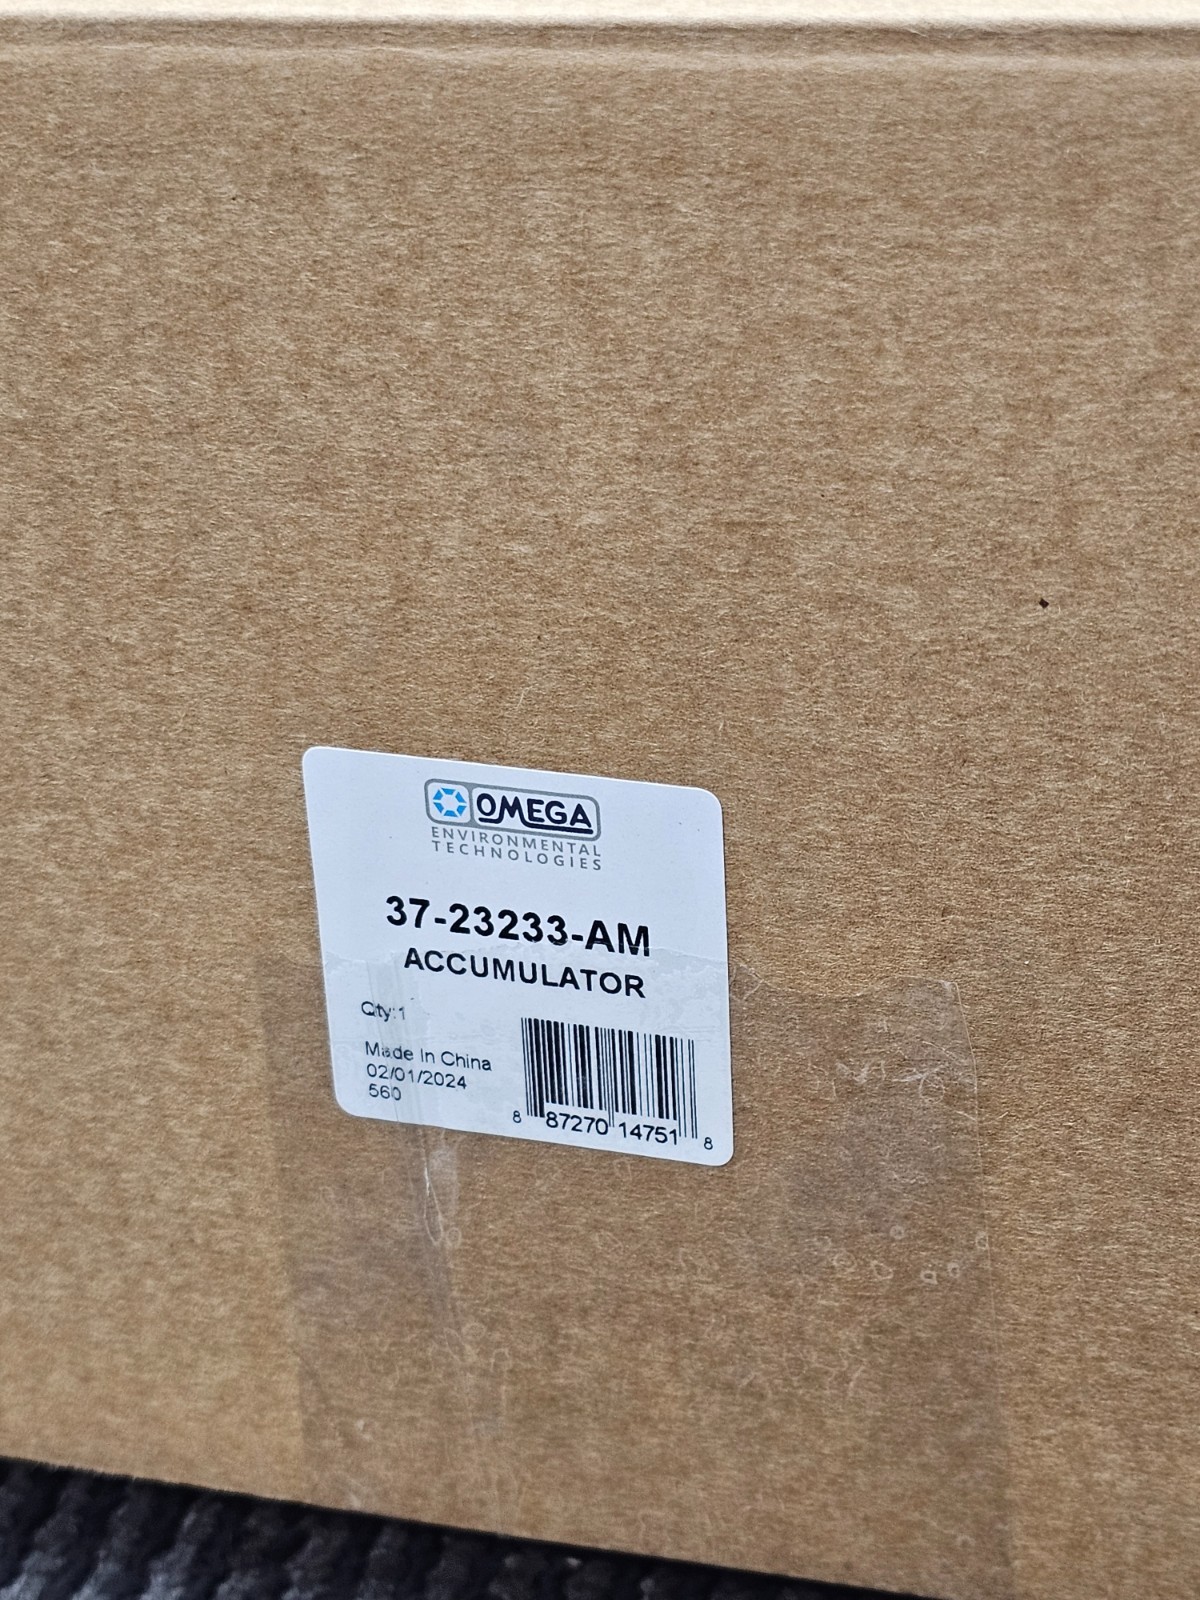 OMEGA
ENVIRONMENTAL
TECHNOLOGIES
37-23233-AM
ACCUMULATOR
Qty:1
Made In China
02/01/2024
560
8 87270 14751 8